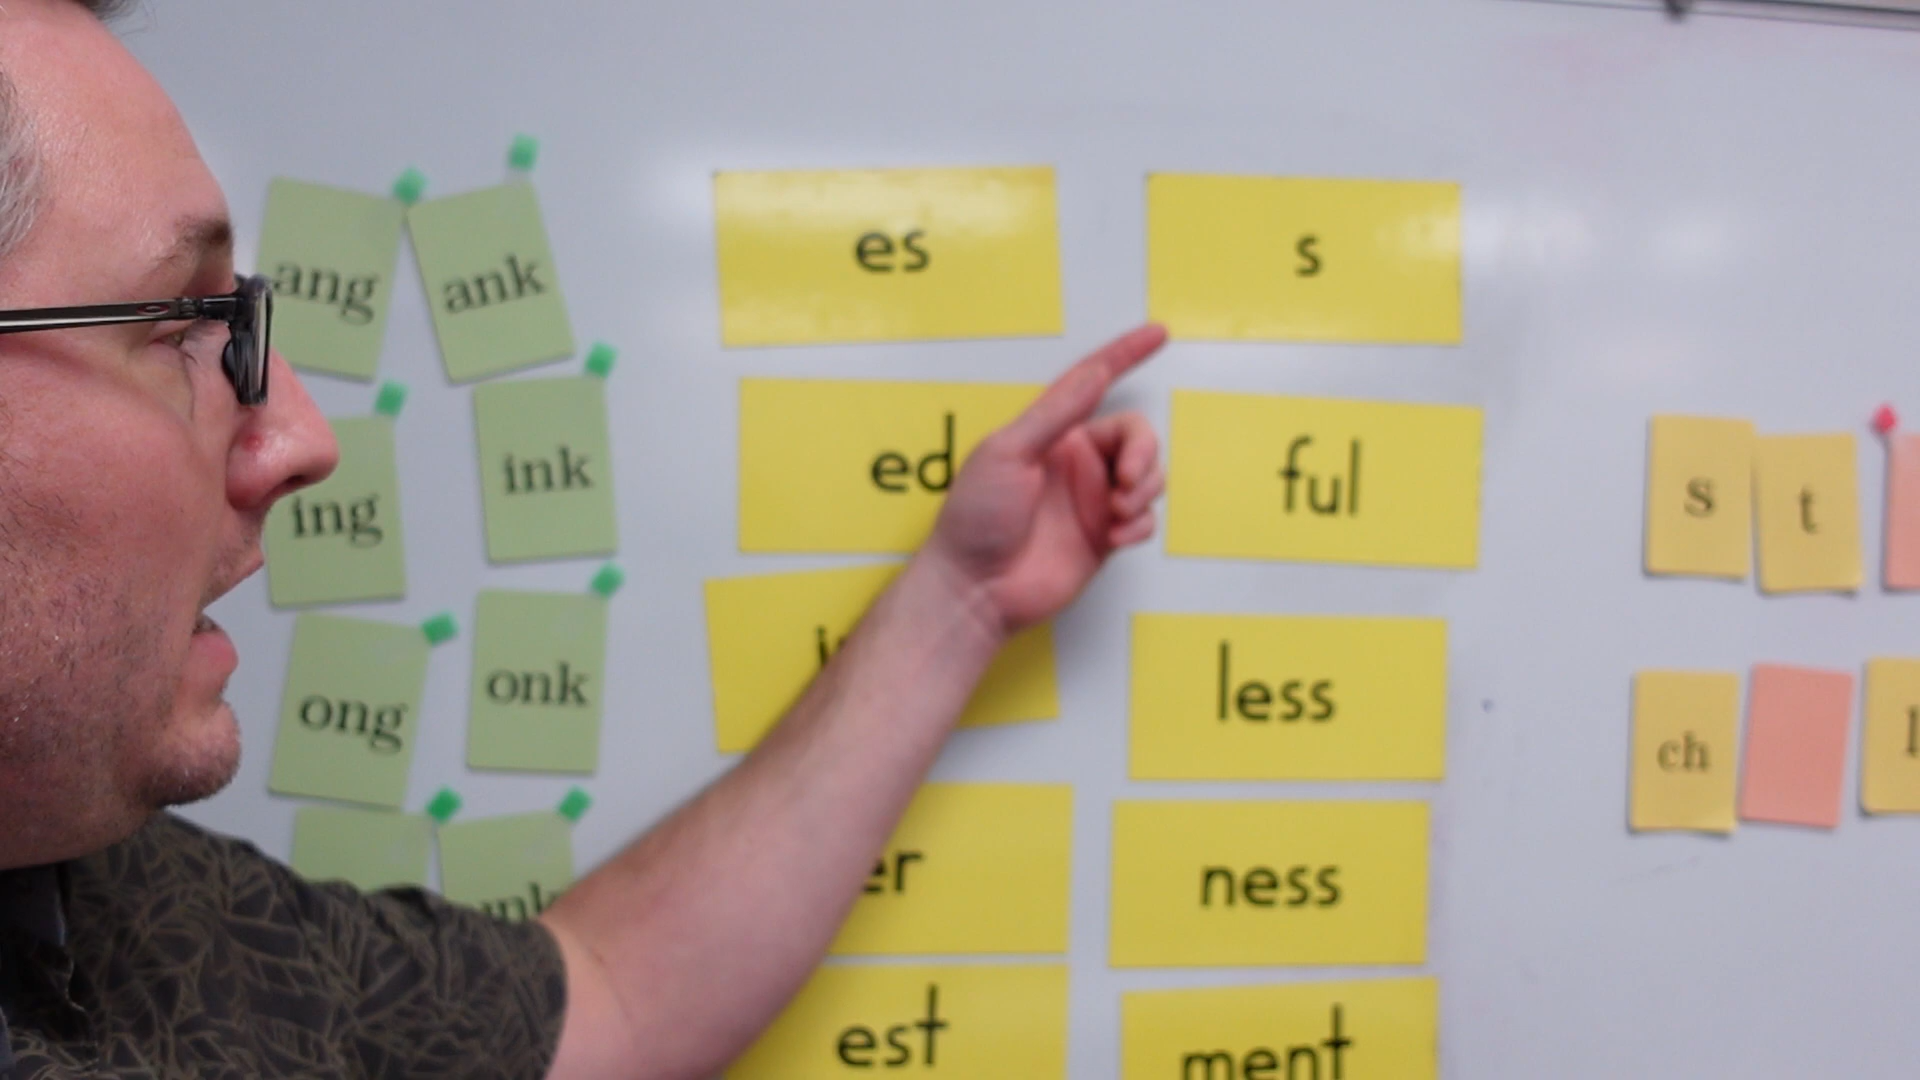 ang
ank
ing
ink
ong
onk
es
s
ed
ful
less
er
ness
est
ment
s
t
ch
l